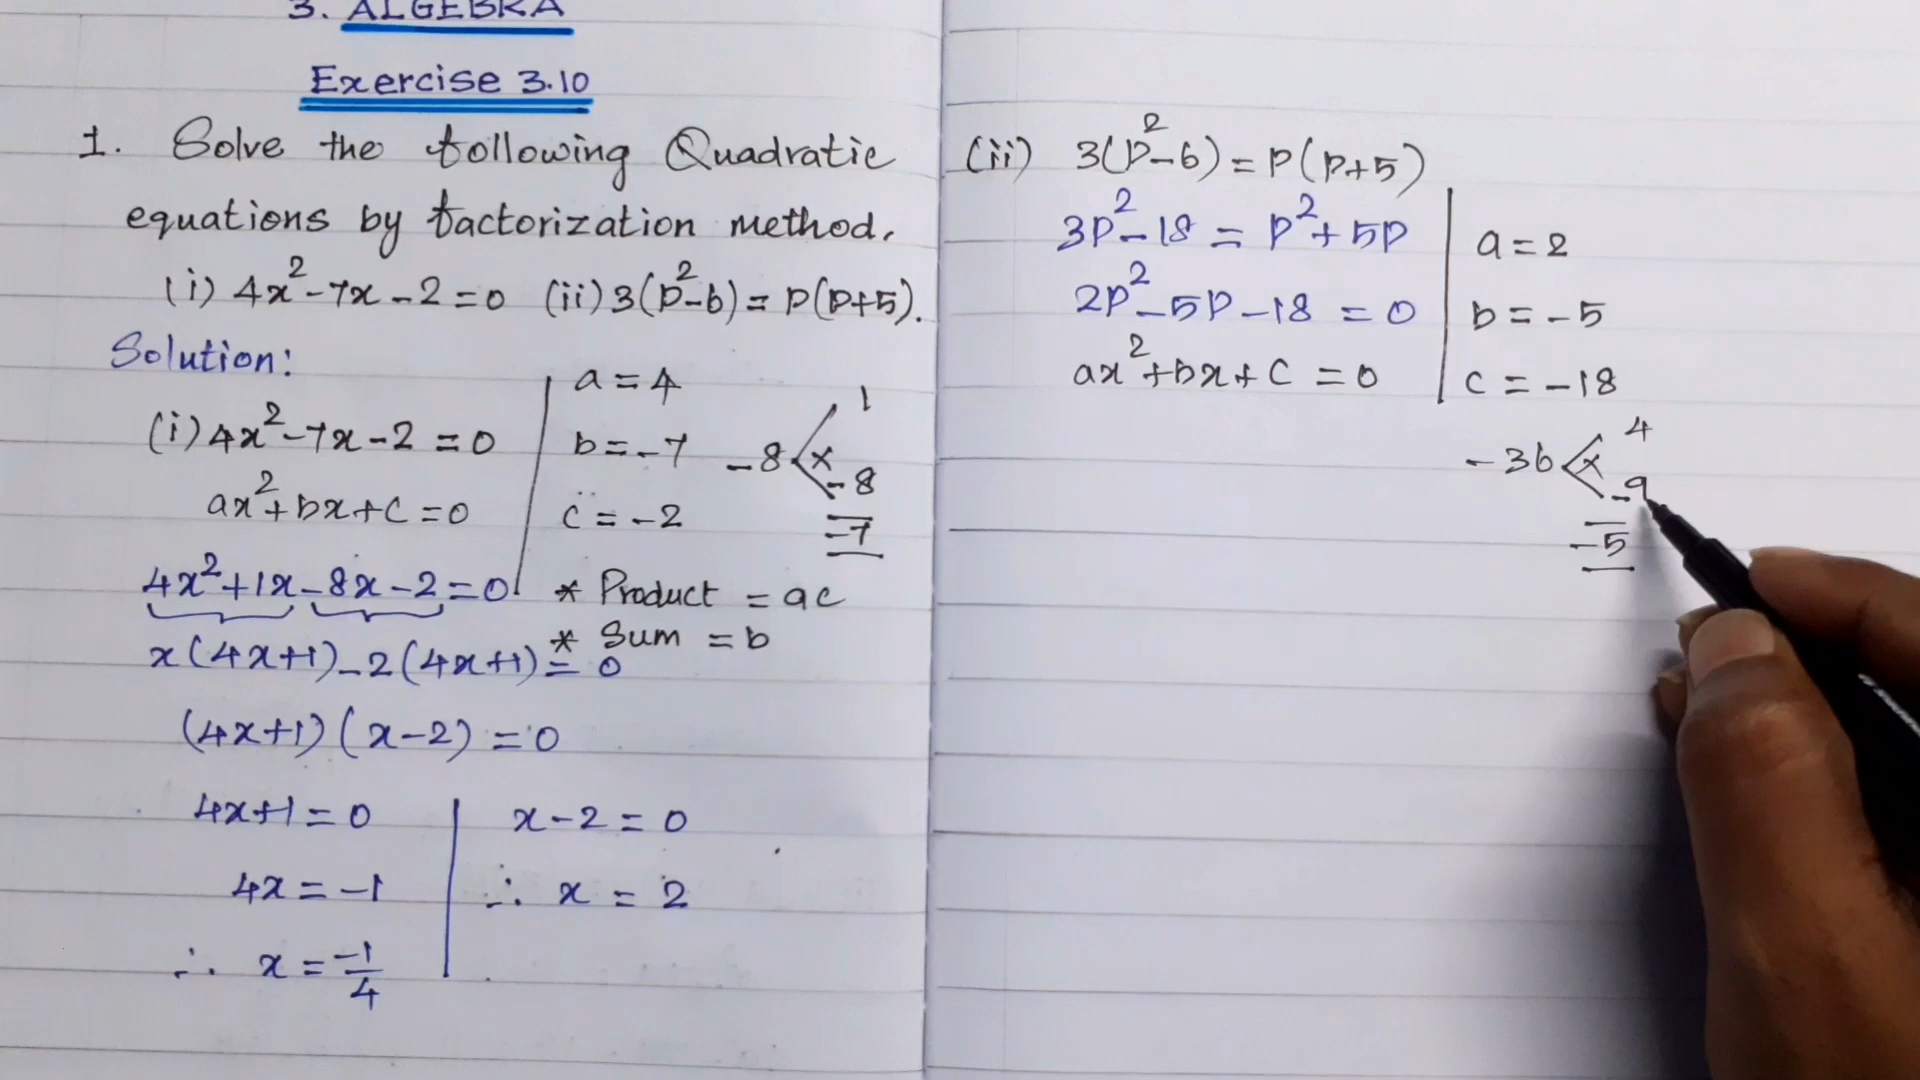 3. ALGEBRA
Exercise 3.10
1. Solve the following Quadratic
equations by factorization method.
(i) 4x²-7x-2=0 (ii) 3(p²-6)=p(p+5).
Solution:
(i) 4x²-7x-2=0
ax²+bx+c=0
a=4
b=-7
c=-2
-8 1
× -8
-7
4x²+1x-8x-2=0
* Product = ac
* Sum = b
x(4x+1)-2(4x+1)=0
(4x+1)(x-2)=0
4x+1=0
4x=-1
∴ x=-1/4
x-2=0
∴ x=2
(ii) 3(p²-6)=p(p+5)
3p²-18=p²+5p
2p²-5p-18=0
ax²+bx+c=0
a=2
b=-5
c=-18
-36 4
× -9
-5